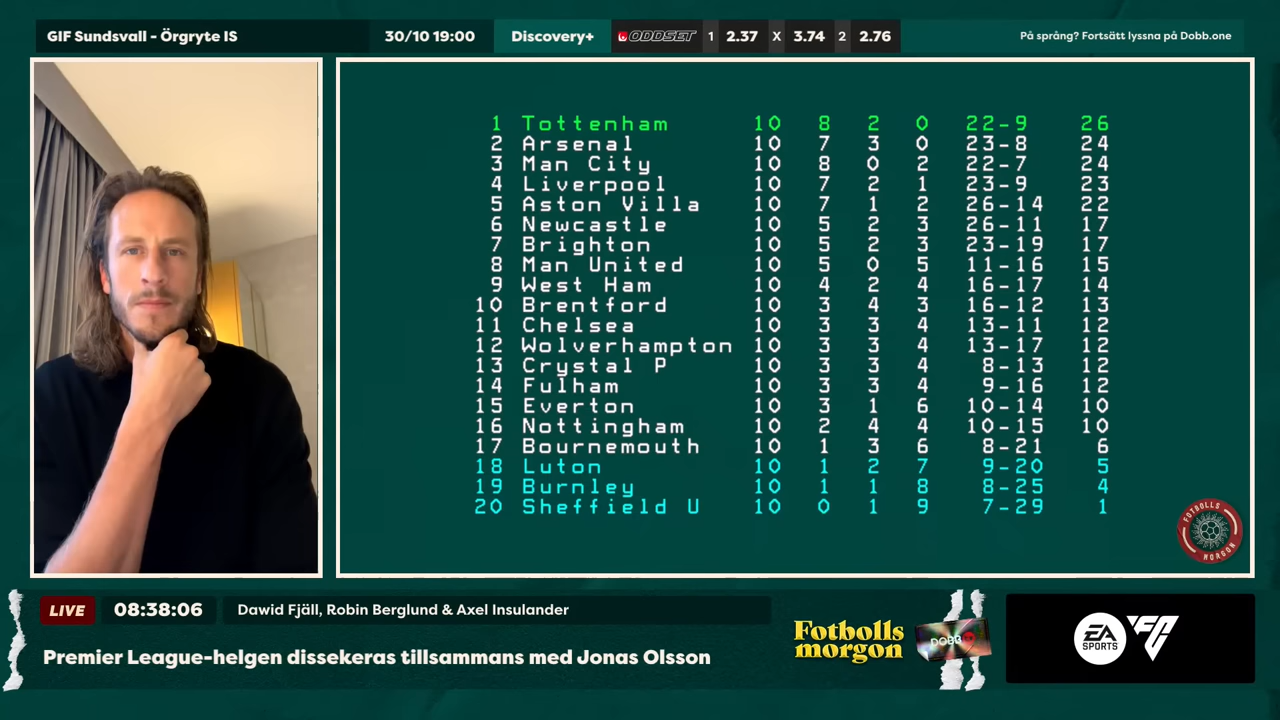 GIF Sundsvall - Örgryte IS 30/10 19:00 Discovery+ ODDSET 1 2.37 X 3.74 2 2.76 På språng? Fortsätt lyssna på Dobb.one
1 Tottenham 10 8 2 0 22-9 26
2 Arsenal 10 7 3 0 23-8 24
3 Man City 10 8 0 2 22-7 24
4 Liverpool 10 7 2 1 23-9 23
5 Aston Villa 10 7 1 2 26-14 22
6 Newcastle 10 5 2 3 26-11 17
7 Brighton 10 5 2 3 23-19 17
8 Man United 10 5 0 5 11-16 15
9 West Ham 10 4 2 4 16-17 14
10 Brentford 10 3 4 3 16-12 13
11 Chelsea 10 3 3 4 13-11 12
12 Wolverhampton 10 3 3 4 13-17 12
13 Crystal P 10 3 3 4 8-13 12
14 Fulham 10 3 3 4 9-16 12
15 Everton 10 3 1 6 10-14 10
16 Nottingham 10 2 4 4 10-15 10
17 Bournemouth 10 1 3 6 8-21 6
18 Luton 10 1 2 7 9-20 5
19 Burnley 10 1 1 8 8-25 4
20 Sheffield U 10 0 1 9 7-29 1
FOTBOLLS
MORGON
LIVE 08:38:06 Dawid Fjäll, Robin Berglund & Axel Insulander
Premier League-helgen dissekeras tillsammans med Jonas Olsson
Fotbolls
morgon
DOBB
EA
SPORTS
FC